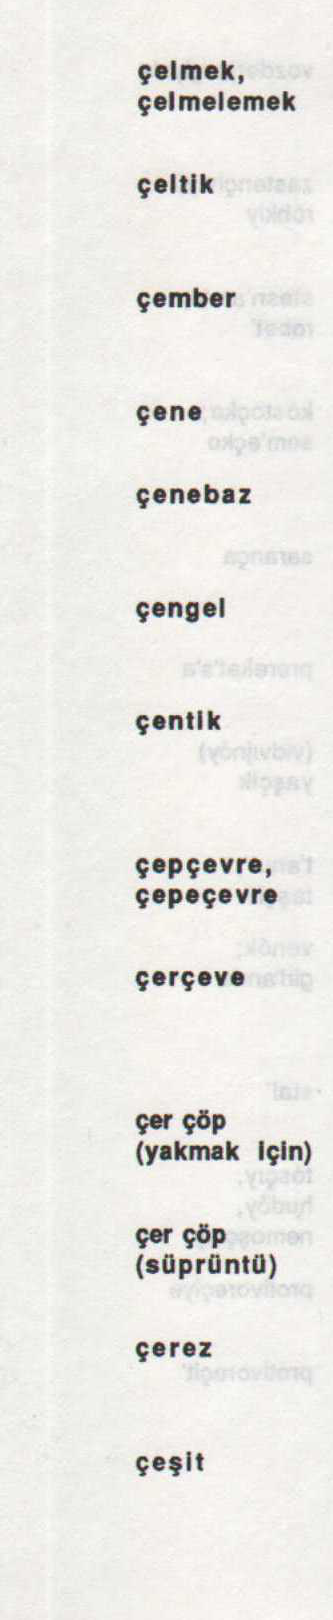 çelmek,
çelmelemek
çeltik
çember
çene
çenebaz
çengel
çentik
çepçevre,
çepeçevre
çerçeve
çer çöp
(yakmak için)
çer çöp
(süprüntü)
çerez
çeşit